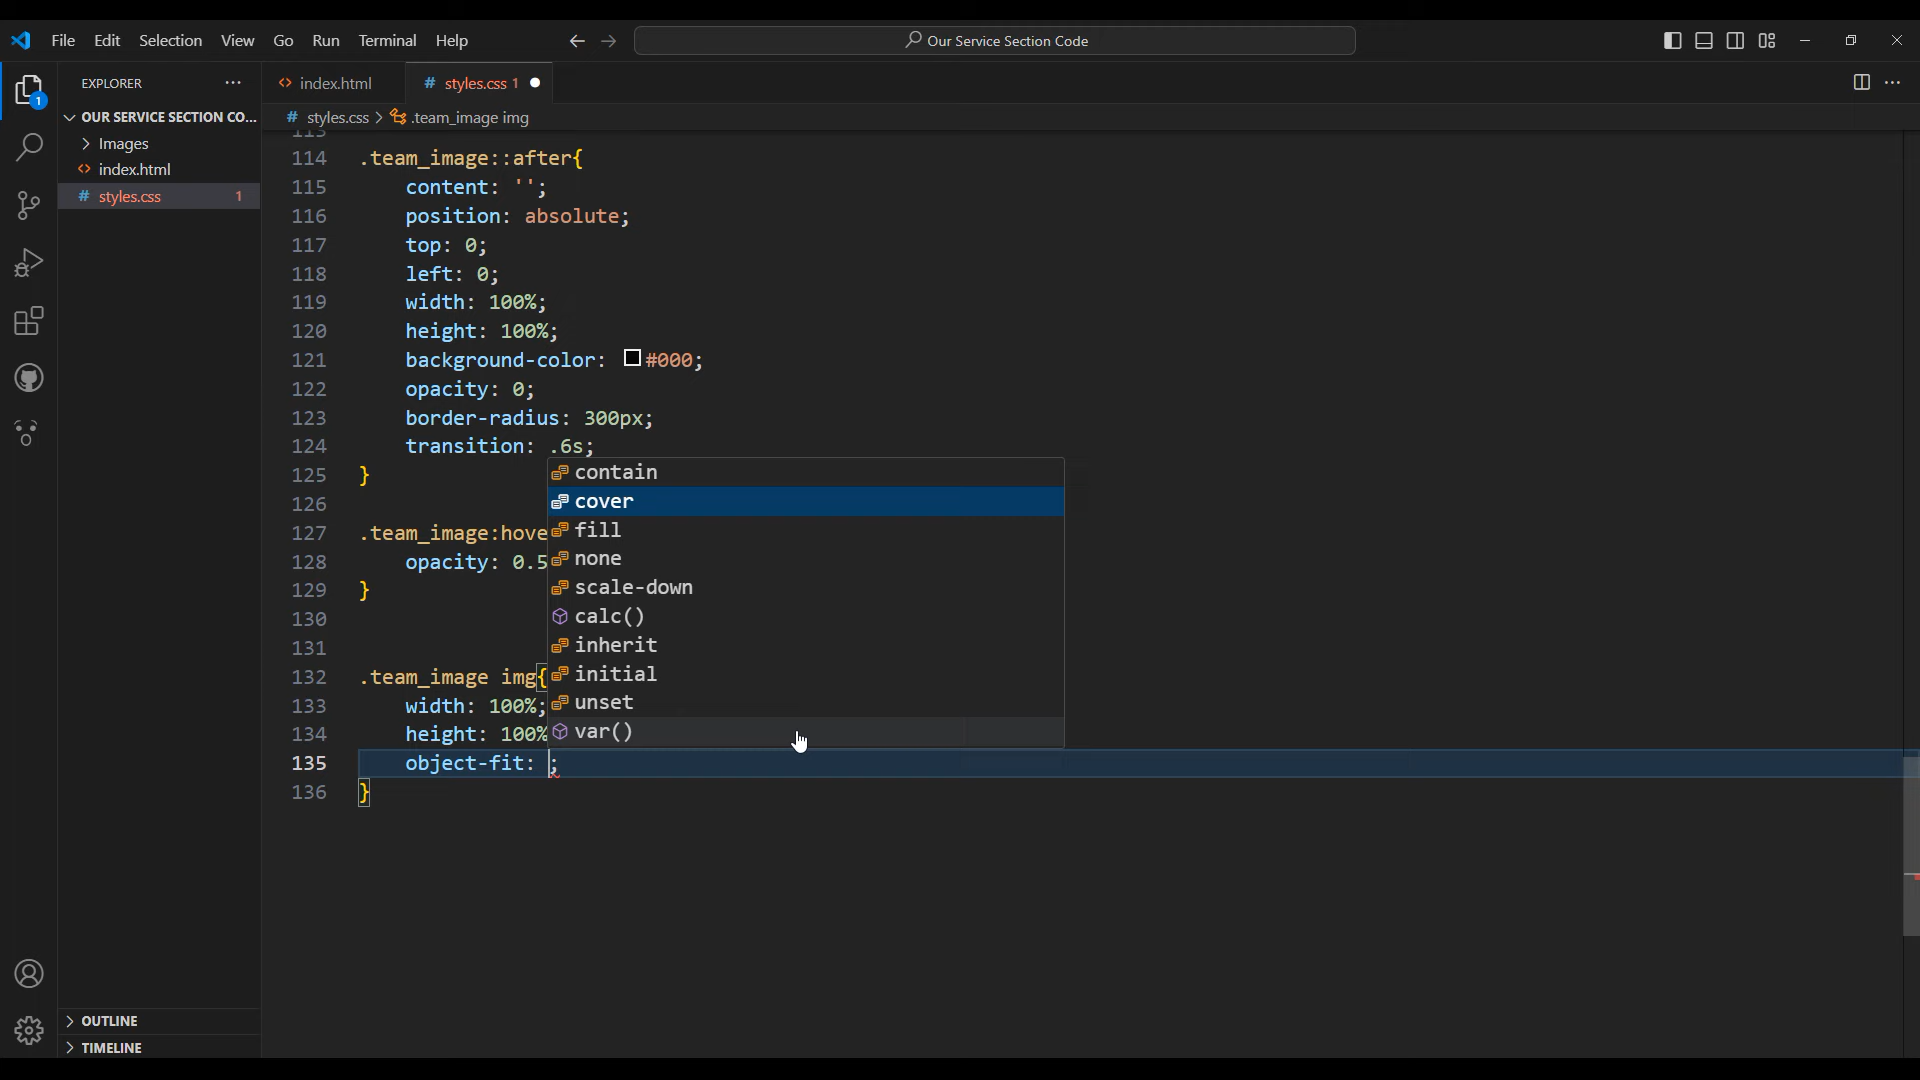 File Edit Selection View Go Run Terminal Help
Our Service Section Code
EXPLORER
index.html
# styles.css 1
OUR SERVICE SECTION CO...
# styles.css > .team_image img
Images
index.html
# styles.css 1
113
114 .team_image::after{
115 content: '';
116 position: absolute;
117 top: 0;
118 left: 0;
119 width: 100%;
120 height: 100%;
121 background-color: #000;
122 opacity: 0;
123 border-radius: 300px;
124 transition: .6s;
125 }
126
127 .team_image:hove
128 opacity: 0.5
129 }
130
131
132 .team_image img{
133 width: 100%;
134 height: 100%
135 object-fit: ;
136 }
contain
cover
fill
none
scale-down
calc()
inherit
initial
unset
var()
1
OUTLINE
TIMELINE